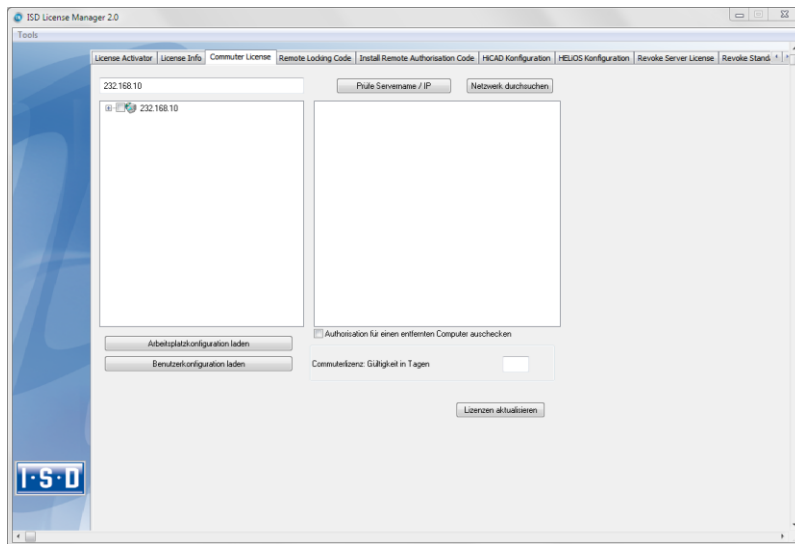 ISD License Manager 2.0
Tools
License Activator License Info Commuter License Remote Locking Code Install Remote Authorisation Code HiCAD Konfiguration HELiOS Konfiguration Revoke Server License Revoke Standa
232.168.10 Prüfe Servername / IP Netzwerk durchsuchen
232.168.10
Authorisation für einen entfernten Computer auschecken
Arbeitsplatzkonfiguration laden
Benutzerkonfiguration laden Commuterlizenz: Gültigkeit in Tagen
Lizenzen aktualisieren
I·S·D